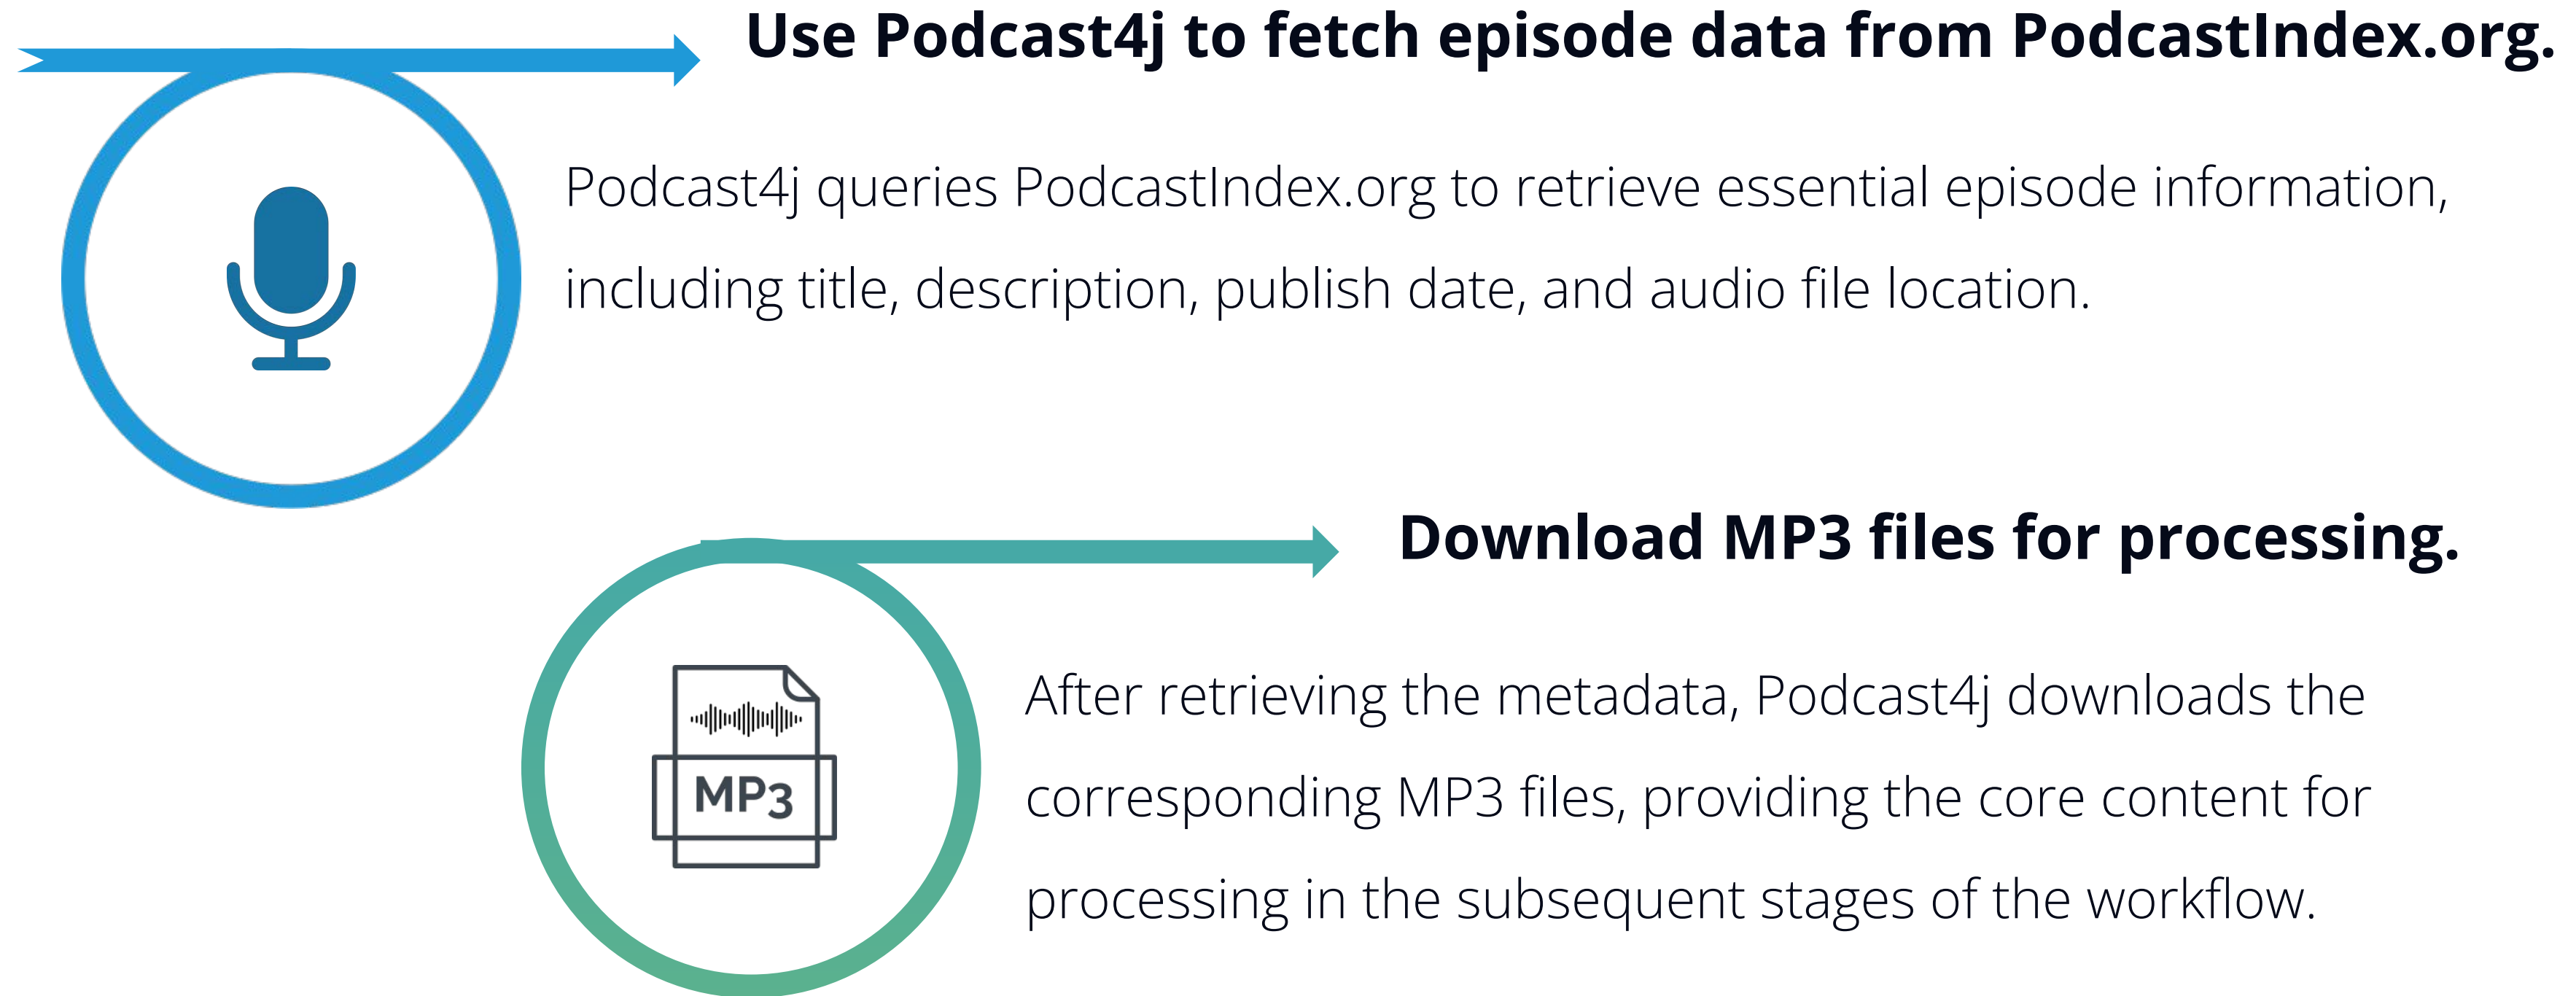 Use Podcast4j to fetch episode data from PodcastIndex.org.
Podcast4j queries PodcastIndex.org to retrieve essential episode information,
including title, description, publish date, and audio file location.
Download MP3 files for processing.
MP3
After retrieving the metadata, Podcast4j downloads the
corresponding MP3 files, providing the core content for
processing in the subsequent stages of the workflow.